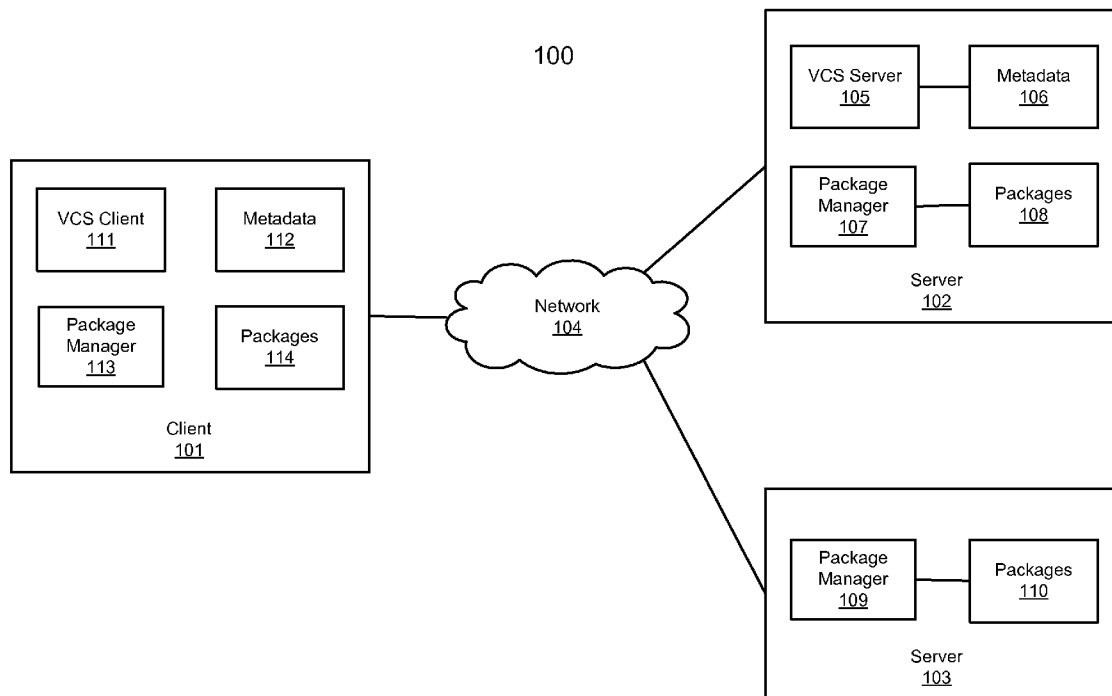 100
VCS Client
111
Metadata
112
Package
Manager
113
Packages
114
Client
101
Network
104
VCS Server
105
Metadata
106
Package
Manager
107
Packages
108
Server
102
Package
Manager
109
Packages
110
Server
103